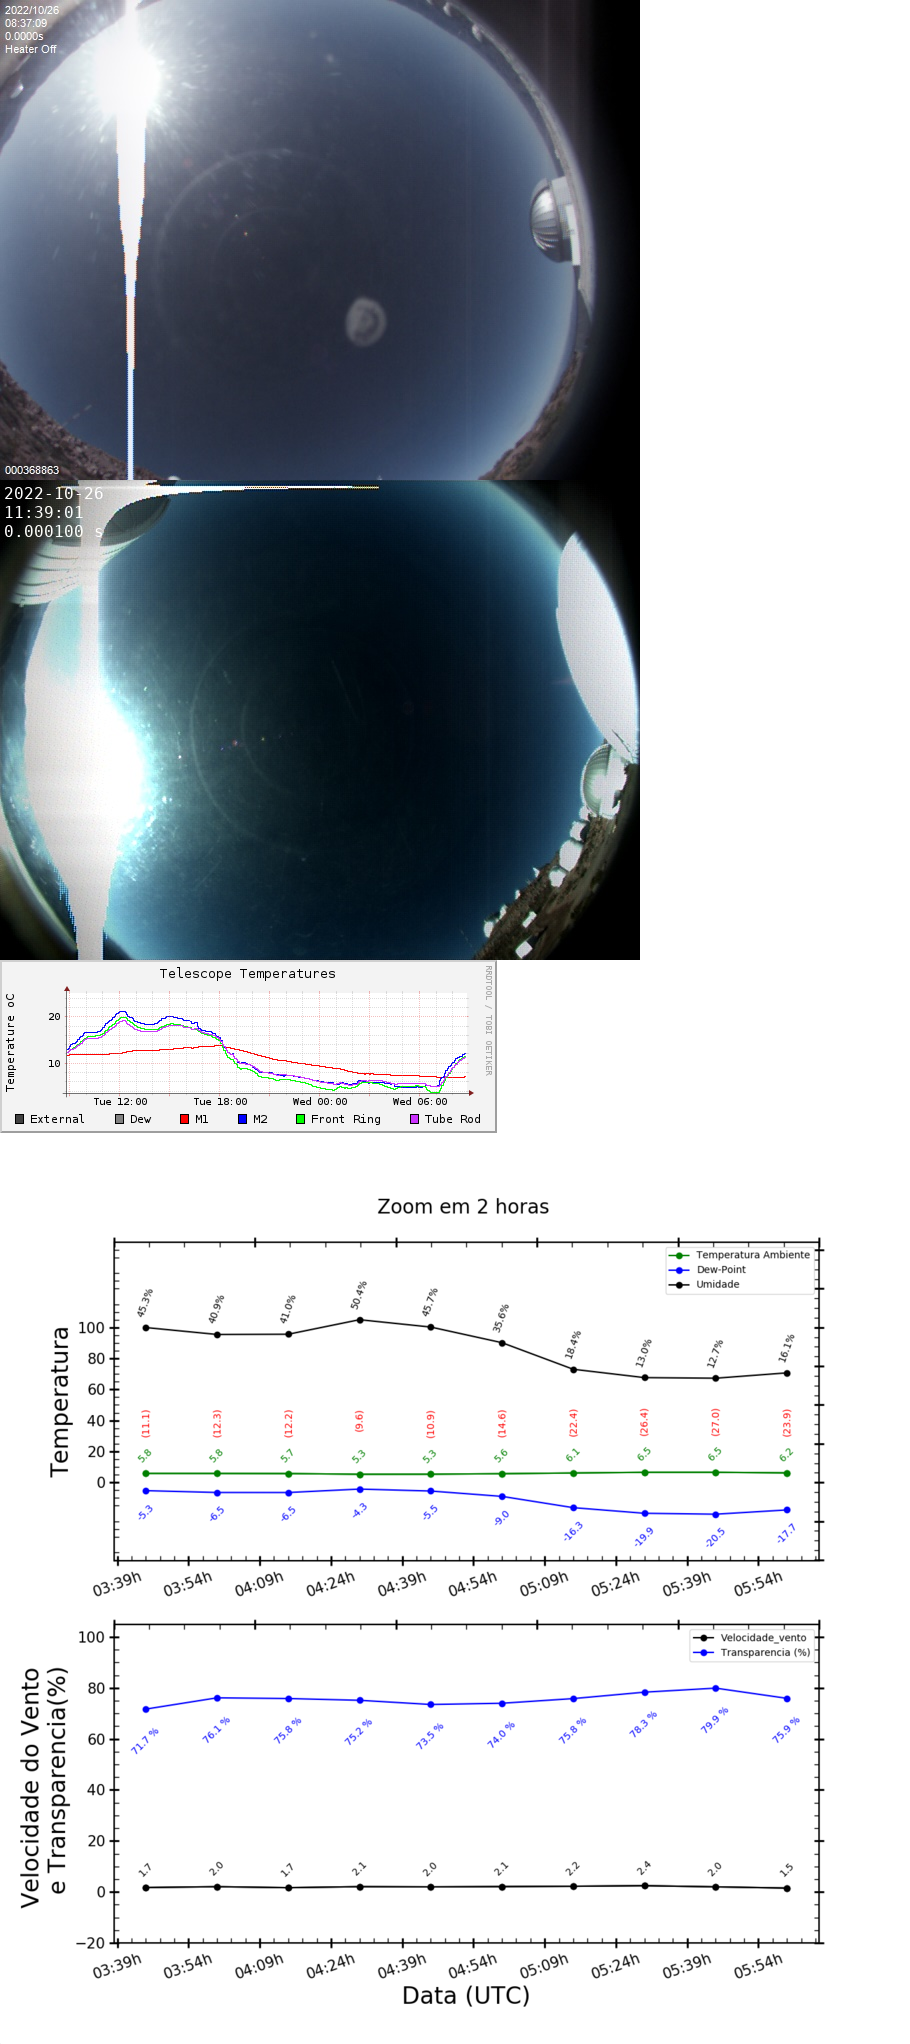 2022/10/26
08:37:09
0.0000s
Heater Off
000368863
2022-10-26
11:39:01
0.000100 s
Telescope Temperatures
RRDTOOL / TOBI OETIKER
Temperature oC
20
10
Tue 12:00 Tue 18:00 Wed 00:00 Wed 06:00
External Dew M1 M2 Front Ring Tube Rod
Zoom em 2 horas
Temperatura Ambiente
Dew-Point
Umidade
Temperatura
100
80
60
40
20
0
45.3% 40.9% 41.0% 50.4% 45.7% 35.6% 18.4% 13.0% 12.7% 16.1%
(11.1) (12.3) (12.2) (9.6) (10.9) (14.6) (22.4) (26.4) (27.0) (23.9)
5.8 5.8 5.7 5.3 5.3 5.6 6.1 6.5 6.5 6.2
-5.3 -6.5 -6.5 -4.3 -5.5 -9.0 -16.3 -19.9 -20.5 -17.7
03:39h 03:54h 04:09h 04:24h 04:39h 04:54h 05:09h 05:24h 05:39h 05:54h
Velocidade_vento
Transparencia (%)
Velocidade do Vento
e Transparencia(%)
100
80
60
40
20
0
−20
71.7 % 76.1 % 75.8 % 75.2 % 73.5 % 74.0 % 75.8 % 78.3 % 79.9 % 75.9 %
1.7 2.0 1.7 2.1 2.0 2.1 2.2 2.4 2.0 1.5
03:39h 03:54h 04:09h 04:24h 04:39h 04:54h 05:09h 05:24h 05:39h 05:54h
Data (UTC)